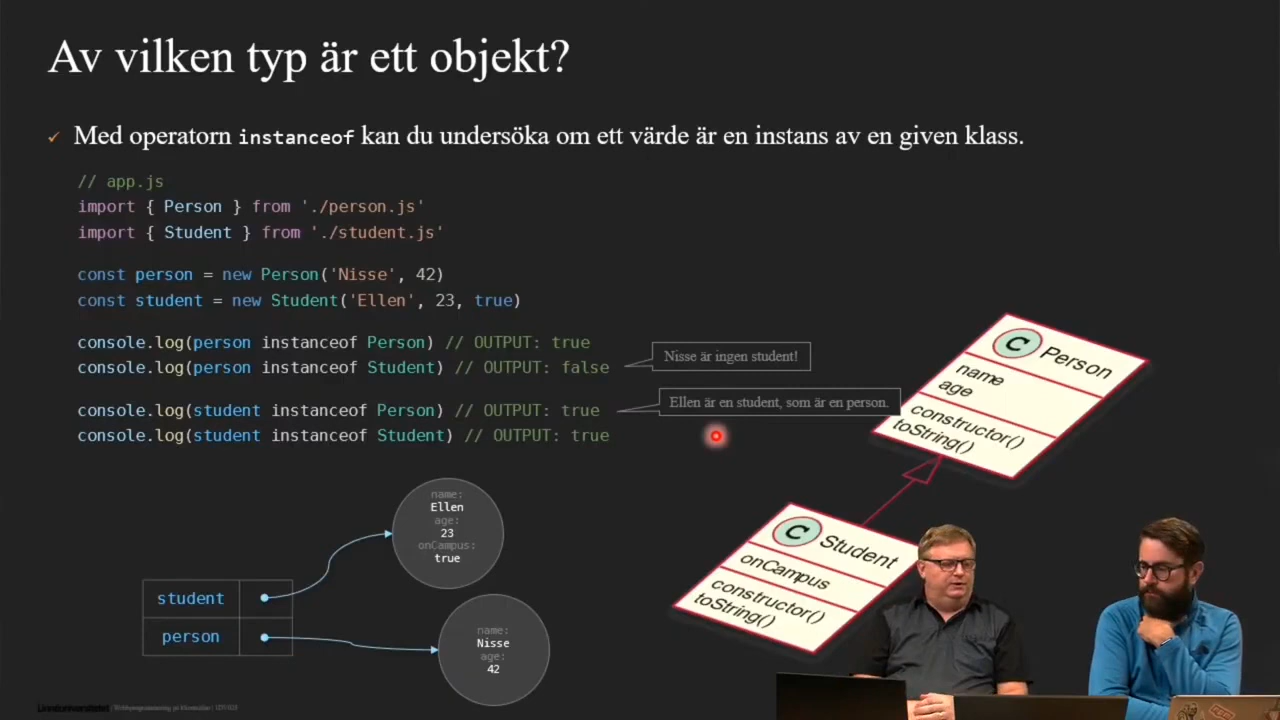 Av vilken typ är ett objekt?
✓ Med operatorn instanceof kan du undersöka om ett värde är en instans av en given klass.
// app.js
import { Person } from './person.js'
import { Student } from './student.js'
const person = new Person('Nisse', 42)
const student = new Student('Ellen', 23, true)
console.log(person instanceof Person) // OUTPUT: true
console.log(person instanceof Student) // OUTPUT: false
Nisse är ingen student!
console.log(student instanceof Person) // OUTPUT: true
Ellen är en student, som är en person.
console.log(student instanceof Student) // OUTPUT: true
C Person
name
age
constructor()
toString()
C Student
onCampus
constructor()
toString()
name:
Ellen
age:
23
onCampus:
true
student
person
name:
Nisse
age:
42
Linnéuniversitetet